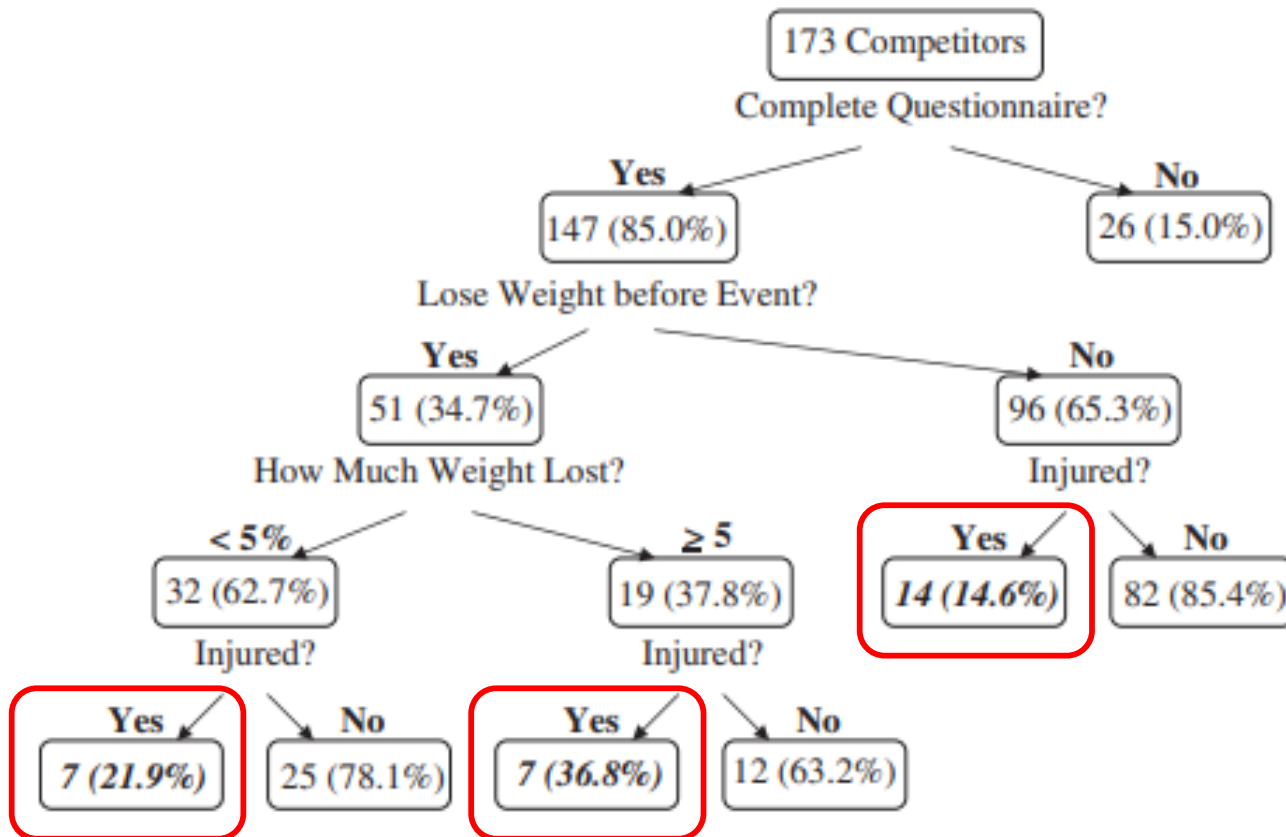 173 Competitors
Complete Questionnaire?
Yes
No
147 (85.0%)
26 (15.0%)
Lose Weight before Event?
Yes
No
51 (34.7%)
96 (65.3%)
How Much Weight Lost?
Injured?
< 5%
≥ 5
Yes
No
32 (62.7%)
19 (37.8%)
14 (14.6%)
82 (85.4%)
Injured?
Injured?
Yes
No
Yes
No
7 (21.9%)
25 (78.1%)
7 (36.8%)
12 (63.2%)